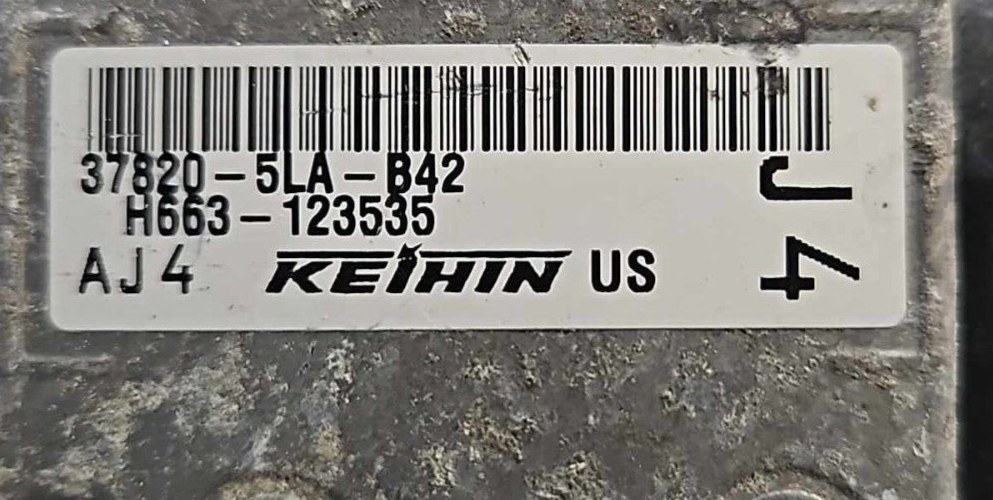 37820-5LA-B42
H663-123535
AJ4 KEIHIN US
J4